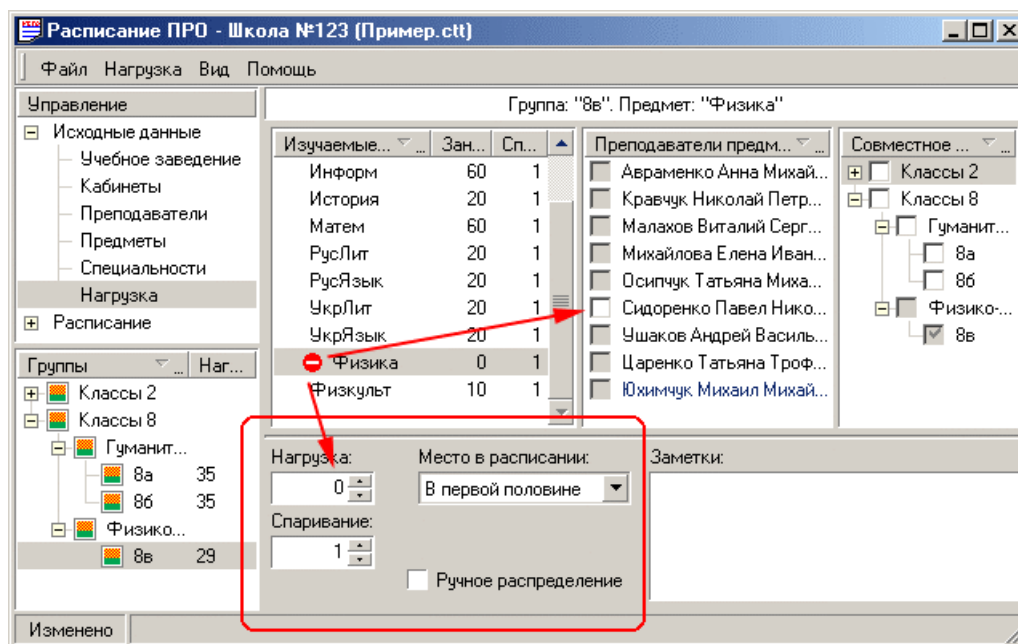 Расписание ПРО - Школа №123 (Пример.ctt)
Файл Нагрузка Вид Помощь
Управление
Исходные данные
Учебное заведение
Кабинеты
Преподаватели
Предметы
Специальности
Нагрузка
Расписание
Группы ... Наг...
Классы 2
Классы 8
Гуманит...
8а 35
8б 35
Физико...
8в 29
Группа: "8в". Предмет: "Физика"
Изучаемые... ... Зан... Сп...
Информ 60 1
История 20 1
Матем 60 1
РусЛит 20 1
РусЯзык 20 1
УкрЛит 20 1
УкрЯзык 20 1
Физика 0 1
Физкульт 10 1
Преподаватели предм... ...
Авраменко Анна Михай...
Кравчук Николай Петр...
Малахов Виталий Серг...
Михайлова Елена Иван...
Осипчук Татьяна Миха...
Сидоренко Павел Нико...
Ушаков Андрей Василь...
Царенко Татьяна Троф...
Юхимчук Михаил Михай...
Совместное ... ...
Классы 2
Классы 8
Гуманит...
8а
8б
Физико-...
8в
Нагрузка:
0
Место в расписании:
В первой половине
Спаривание:
1
Ручное распределение
Заметки:
Изменено